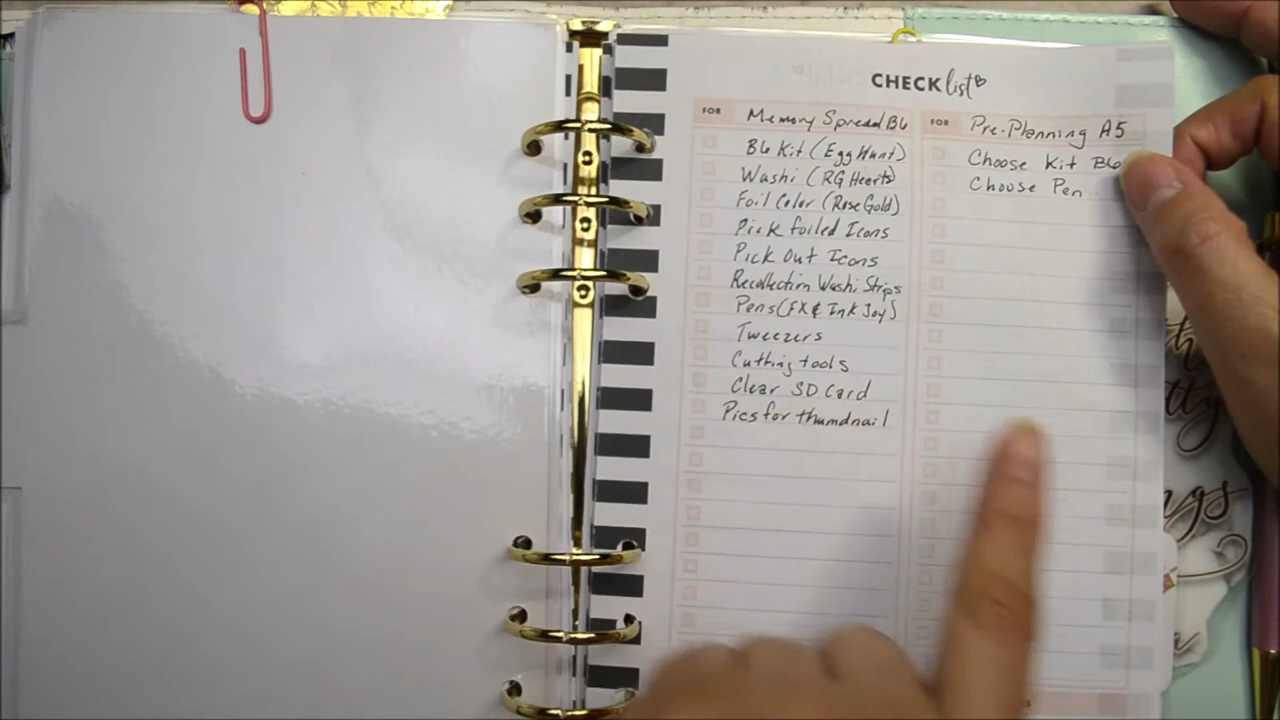 CHECK list
FOR Memory Spread B6
B6 Kit (Egg Hunt)
Washi (RG Hearts)
Foil Color (Rose Gold)
Pick foiled Icons
Pick Out Icons
Recollection Washi Strips
Pens (FX & Ink Joy)
Tweezers
Cutting tools
Clear SD Card
Pics for thumdnail
FOR Pre-Planning A5
Choose Kit B6
Choose Pen